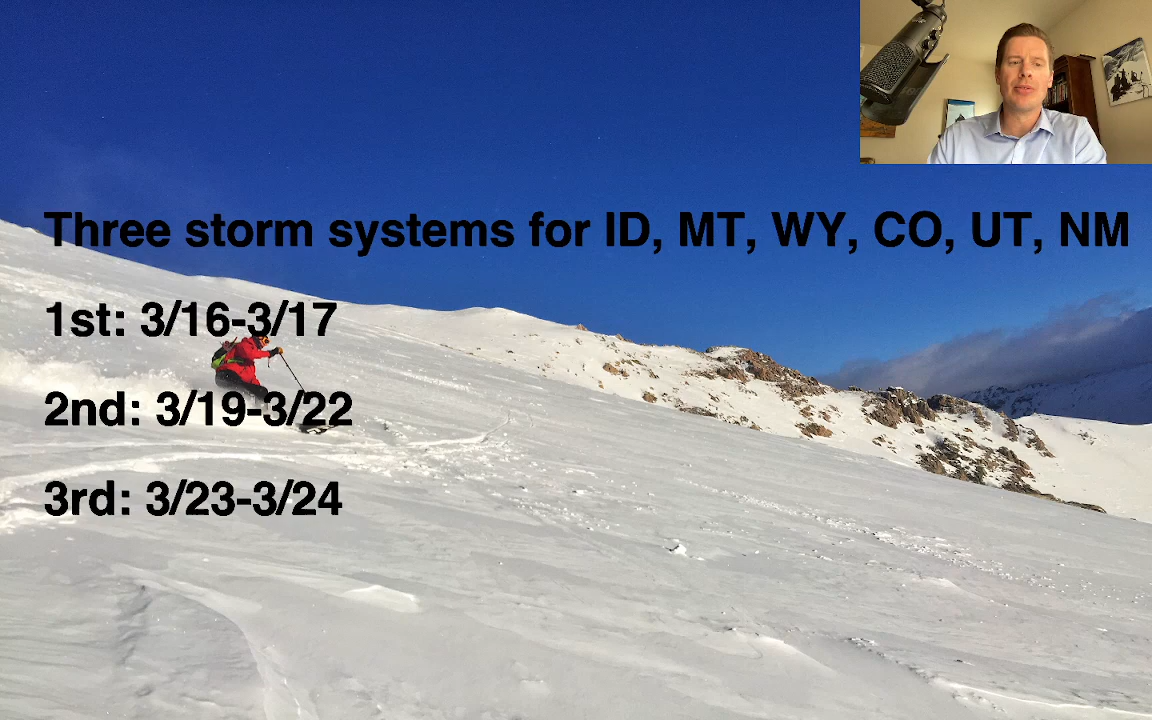 Three storm systems for ID, MT, WY, CO, UT, NM
1st: 3/16-3/17
2nd: 3/19-3/22
3rd: 3/23-3/24